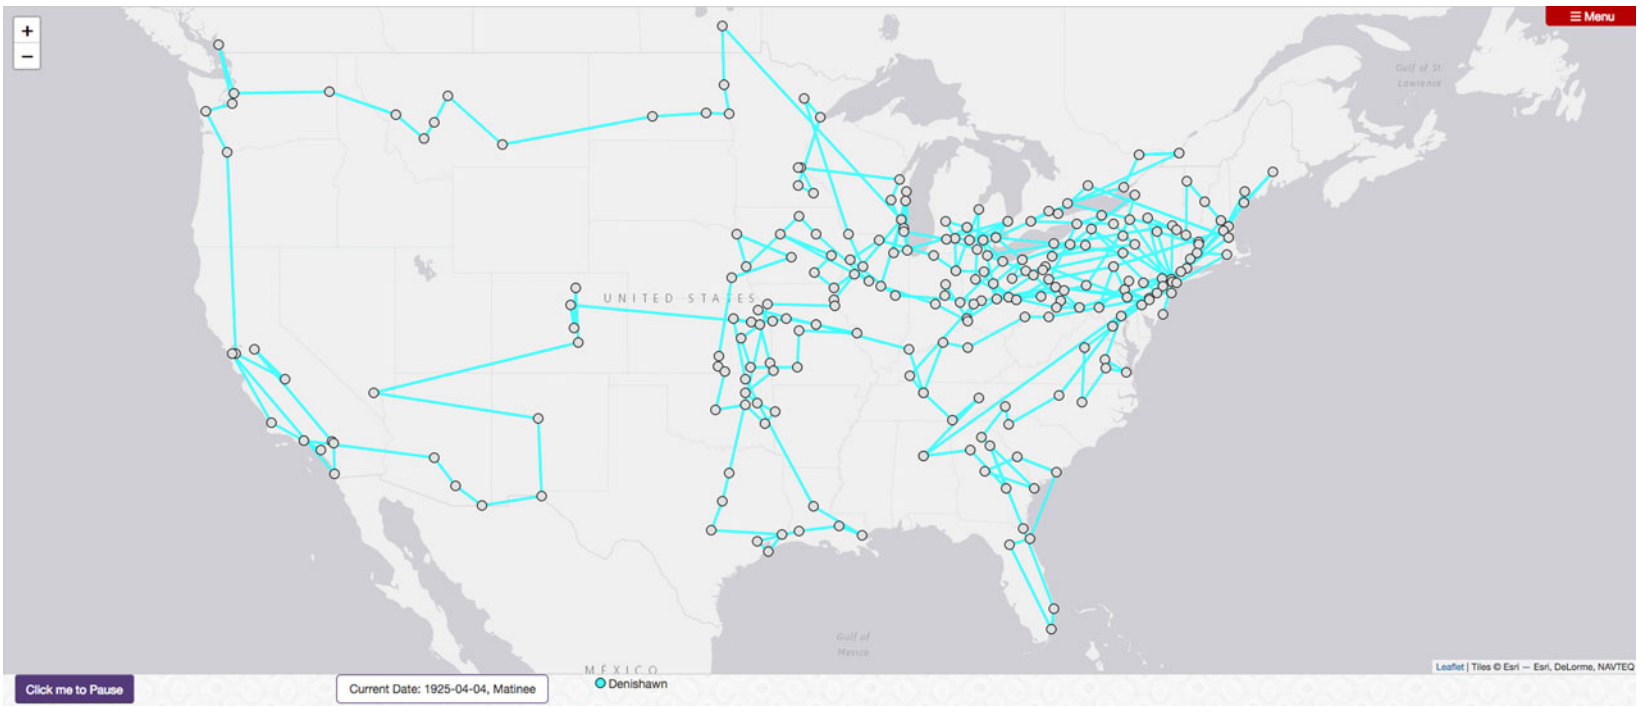 +
☰ Menu
−
Gulf of St.
Lawrence
UNITED STATES
Gulf of
Mexico
MÉXICO
Leaflet | Tiles © Esri — Esri, DeLorme, NAVTEQ
Click me to Pause
Current Date: 1925-04-04, Matinee
Denishawn